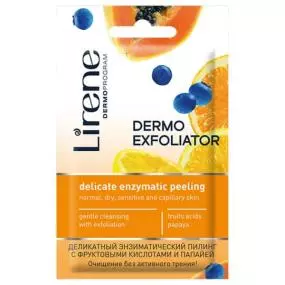 Lirene
DERMOPROGRAM
DERMO
EXFOLIATOR
delicate enzymatic peeling
normal, dry, sensitive and capillary skin
gentle cleansing
with exfoliation
fruits acids
papaya
ДЕЛИКАТНЫЙ ЭНЗИМАТИЧЕСКИЙ ПИЛИНГ
С ФРУКТОВЫМИ КИСЛОТАМИ И ПАПАЙЕЙ
Очищение без активного трения!